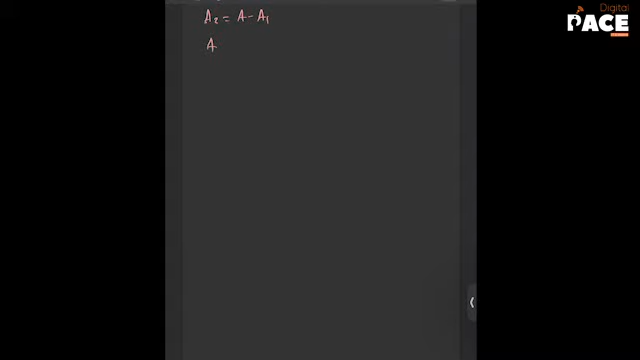 Digital
PACE
A₂ = A - A₁
A